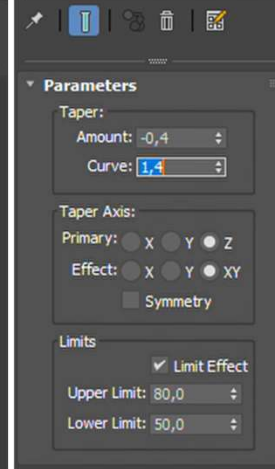 Parameters
Taper:
Amount: -0,4
Curve: 1,4
Taper Axis:
Primary: X Y Z
Effect: X Y XY
Symmetry
Limits
Limit Effect
Upper Limit: 80,0
Lower Limit: 50,0